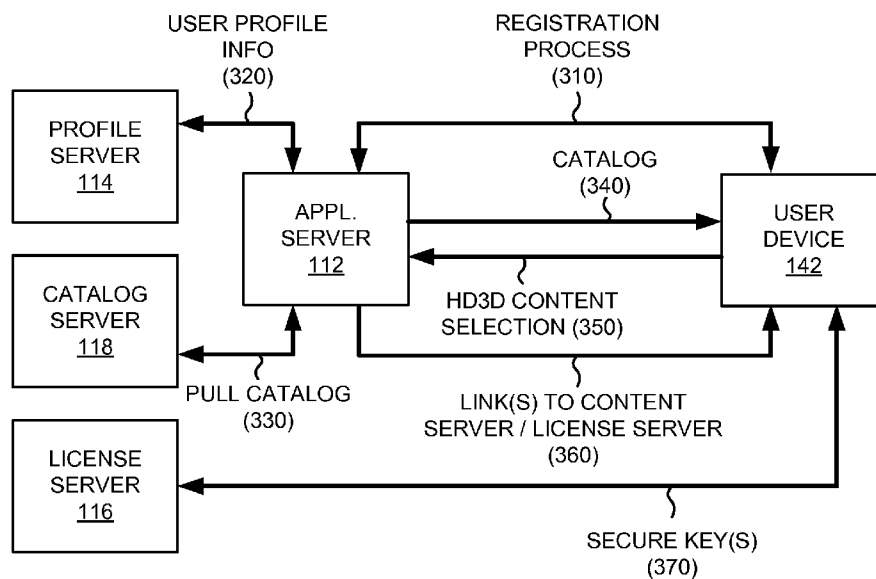 USER PROFILE
INFO
(320)
REGISTRATION
PROCESS
(310)
PROFILE
SERVER
114
CATALOG
(340)
APPL.
SERVER
112
USER
DEVICE
142
CATALOG
SERVER
118
HD3D CONTENT
SELECTION (350)
PULL CATALOG
(330)
LINK(S) TO CONTENT
SERVER / LICENSE SERVER
(360)
LICENSE
SERVER
116
SECURE KEY(S)
(370)